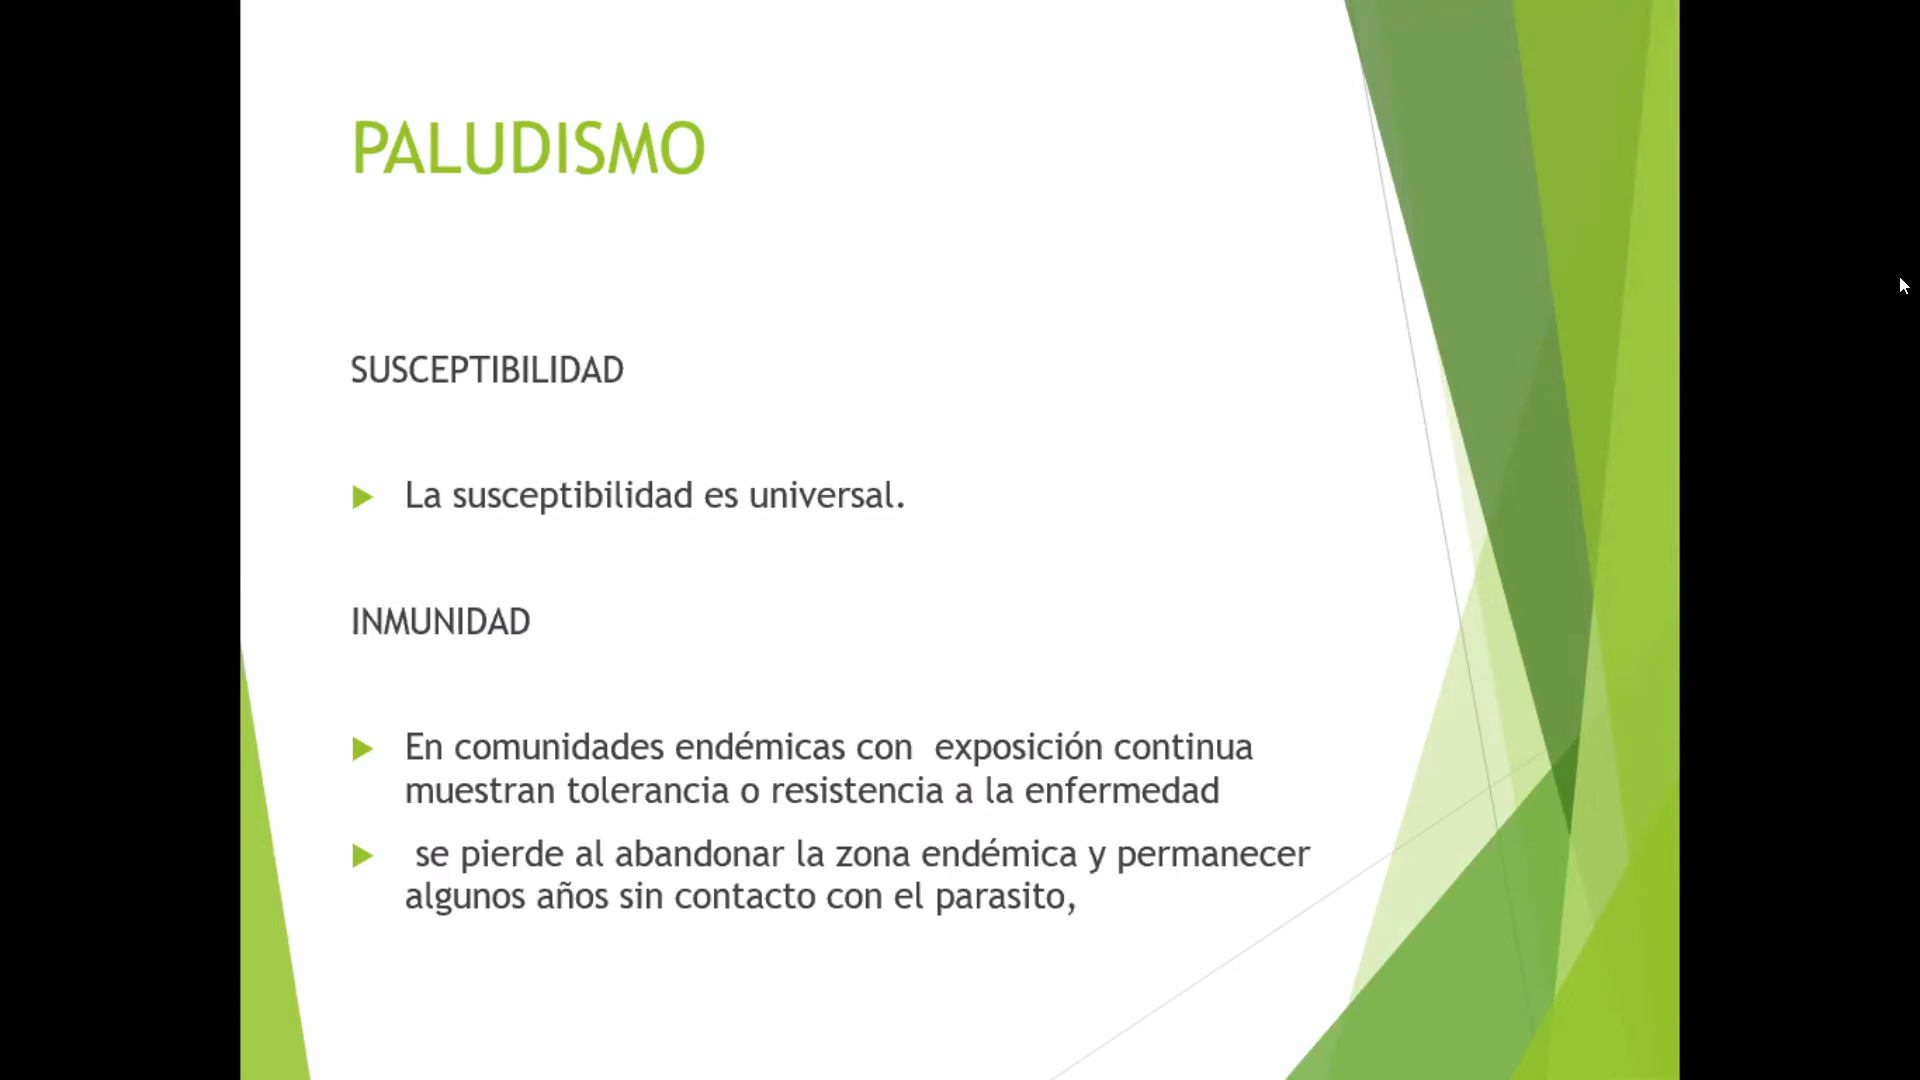 PALUDISMO
SUSCEPTIBILIDAD
La susceptibilidad es universal.
INMUNIDAD
En comunidades endémicas con  exposición continua
muestran tolerancia o resistencia a la enfermedad
se pierde al abandonar la zona endémica y permanecer
algunos años sin contacto con el parasito,